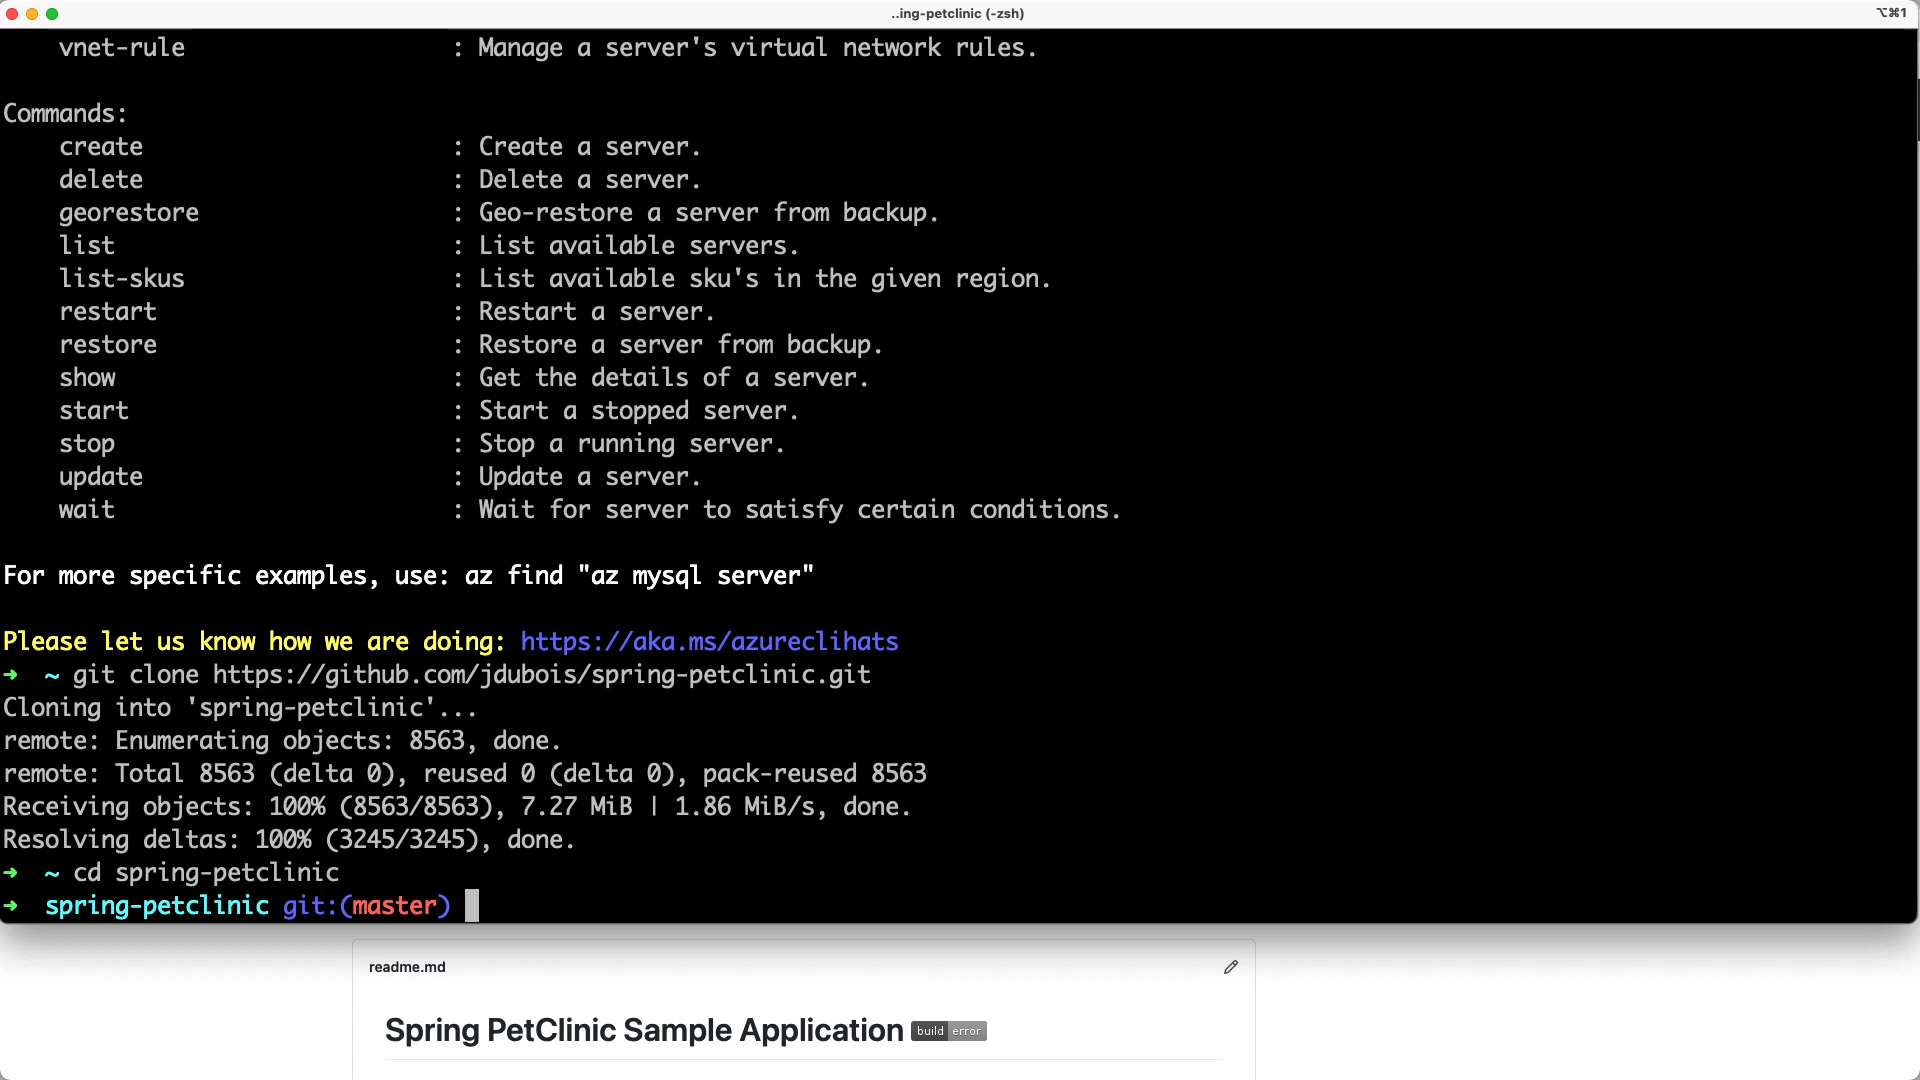 ..ing-petclinic (-zsh)
⌥⌘1
vnet-rule : Manage a server's virtual network rules.
Commands:
create : Create a server.
delete : Delete a server.
georestore : Geo-restore a server from backup.
list : List available servers.
list-skus : List available sku's in the given region.
restart : Restart a server.
restore : Restore a server from backup.
show : Get the details of a server.
start : Start a stopped server.
stop : Stop a running server.
update : Update a server.
wait : Wait for server to satisfy certain conditions.
For more specific examples, use: az find "az mysql server"
Please let us know how we are doing: https://aka.ms/azureclihats
➜ ~ git clone https://github.com/jdubois/spring-petclinic.git
Cloning into 'spring-petclinic'...
remote: Enumerating objects: 8563, done.
remote: Total 8563 (delta 0), reused 0 (delta 0), pack-reused 8563
Receiving objects: 100% (8563/8563), 7.27 MiB | 1.86 MiB/s, done.
Resolving deltas: 100% (3245/3245), done.
➜ ~ cd spring-petclinic
➜ spring-petclinic git:(master)
readme.md
Spring PetClinic Sample Application build error